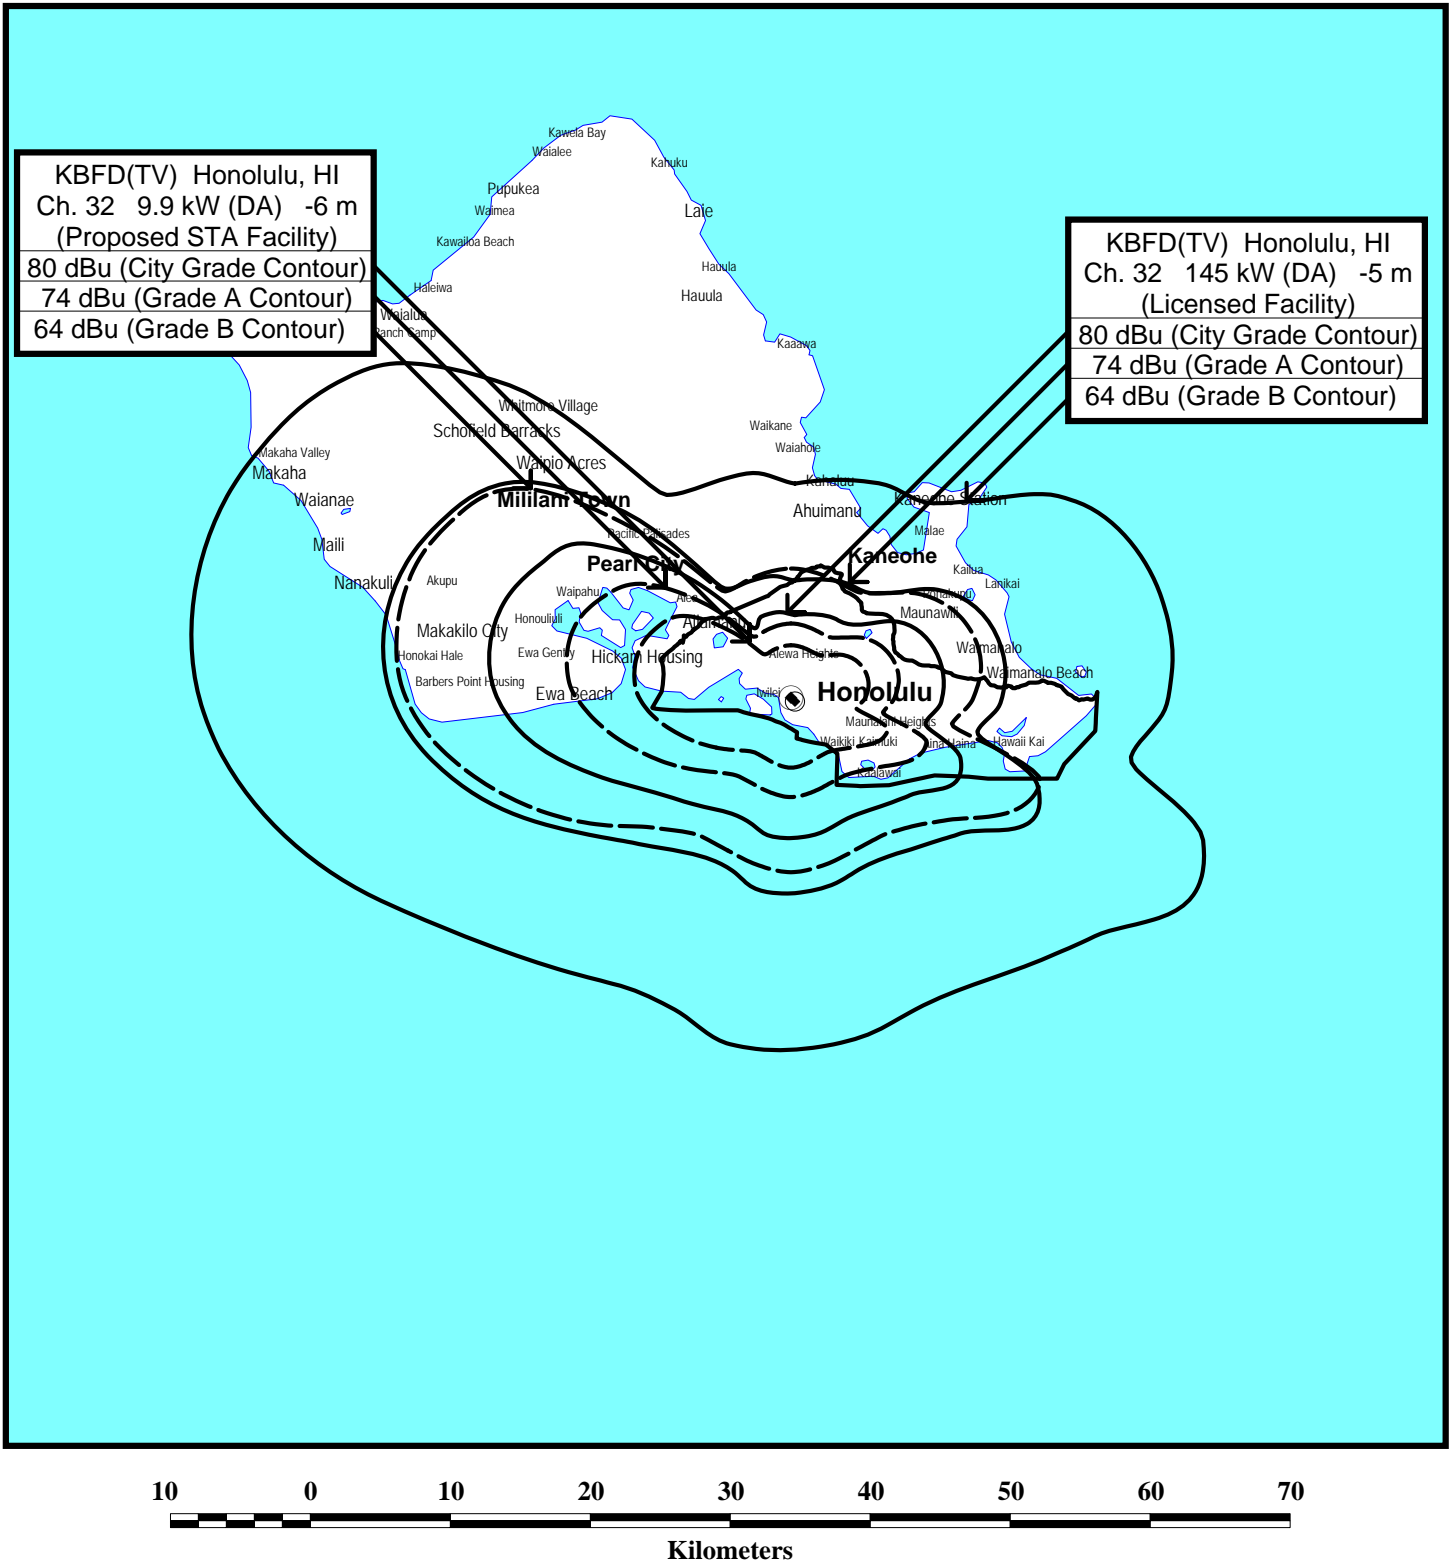 KBFD(TV) Honolulu, HI
Ch. 32 9.9 kW (DA) -6 m
(Proposed STA Facility)
80 dBu (City Grade Contour)
74 dBu (Grade A Contour)
64 dBu (Grade B Contour)
KBFD(TV) Honolulu, HI
Ch. 32 145 kW (DA) -5 m
(Licensed Facility)
80 dBu (City Grade Contour)
74 dBu (Grade A Contour)
64 dBu (Grade B Contour)
Kawela Bay
Waialee
Kahuku
Pupukea
Waimea
Laie
Kawailoa Beach
Hauula
Haleiwa
Hauula
Waialua
Ranch Camp
Kaaawa
Whitmore Village
Schofield Barracks
Waikane
Waiahole
Makaha Valley
Makaha
Waipio Acres
Kahaluu
Waianae
Mililani Town
Kaneohe Station
Ahuimanu
Pacific Palisades
Malae
Maili
Kaneohe
Pearl City
Kailua
Nanakuli
Akupu
Lanikai
Waipahu
Aiea
Maunawili
Honouliuli
Aliamanu
Makakilo City
Waimanalo
Honokai Hale
Ewa Gentry
Hickam Housing
Alewa Heights
Waimanalo Beach
Barbers Point Housing
Ewa Beach
Iwilei
Honolulu
Maunalani Heights
Waikiki Kaimuki
Aina Haina
Hawaii Kai
Kaalawai
10 0 10 20 30 40 50 60 70
Kilometers